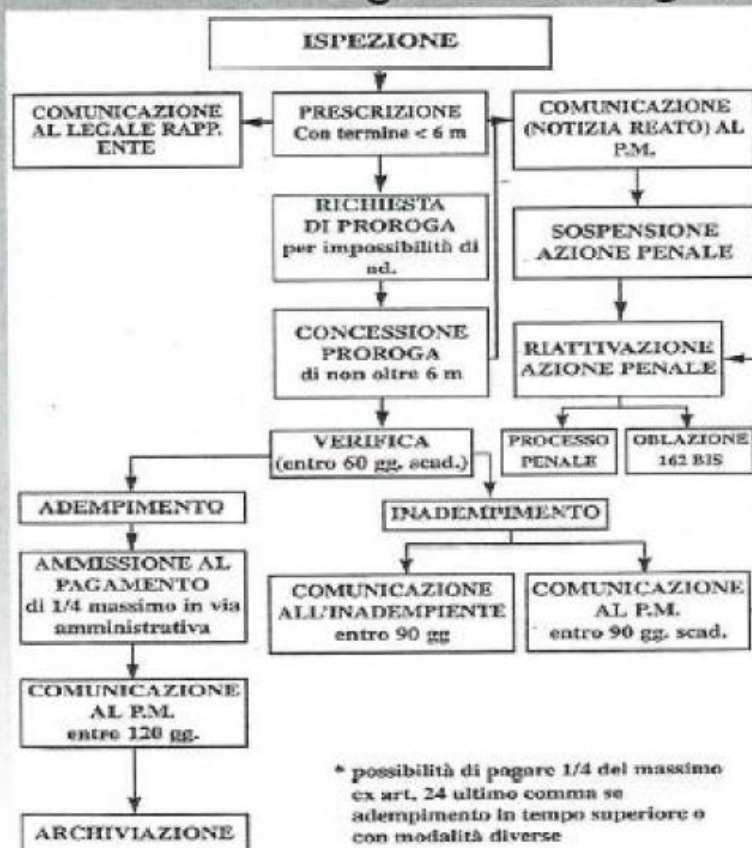 ISPEZIONE
COMUNICAZIONE
AL LEGALE RAPP.
ENTE
PRESCRIZIONE
Con termine < 6 m
COMUNICAZIONE
(NOTIZIA REATO) AL
P.M.
RICHIESTA
DI PROROGA
per impossibilità di
ad.
SOSPENSIONE
AZIONE PENALE
CONCESSIONE
PROROGA
di non oltre 6 m
RIATTIVAZIONE
AZIONE PENALE
VERIFICA
(entro 60 gg. scad.)
PROCESSO
PENALE
OBLAZIONE
162 BIS
ADEMPIMENTO
INADEMPIMENTO
AMMISSIONE AL
PAGAMENTO
di 1/4 massimo in via
amministrativa
COMUNICAZIONE
ALL'INADEMPIENTE
entro 90 gg
COMUNICAZIONE
AL P.M.
entro 90 gg. scad.
COMUNICAZIONE
AL P.M.
entro 120 gg.
ARCHIVIAZIONE
* possibilità di pagare 1/4 del massimo
ex art. 24 ultimo comma se
adempimento in tempo superiore o
con modalità diverse